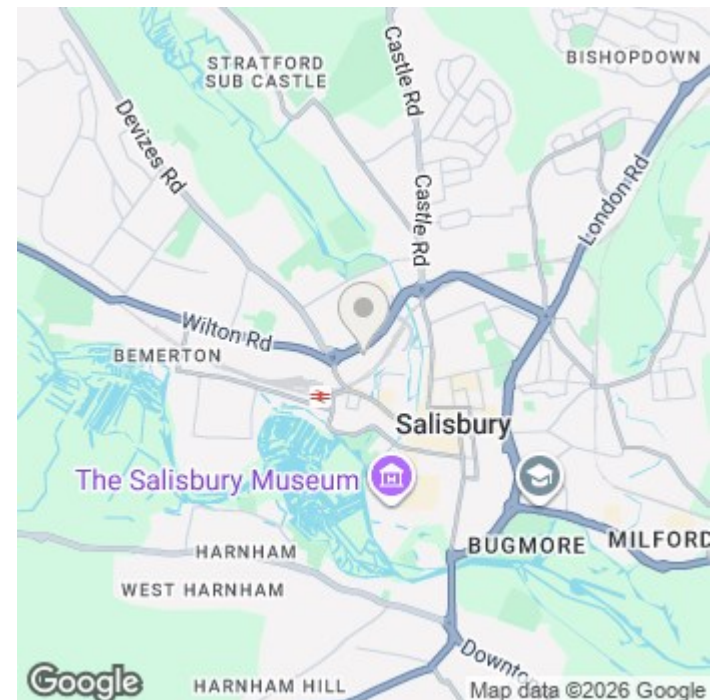 STRATFORD
SUB CASTLE
BISHOPDOWN
Castle Rd
Devizes Rd
Castle Rd
London Rd
Wilton Rd
BEMERTON
Salisbury
The Salisbury Museum
BUGMORE
MILFORD
HARNHAM
WEST HARNHAM
Downton
HARNHAM HILL
Google
Map data ©2026 Google